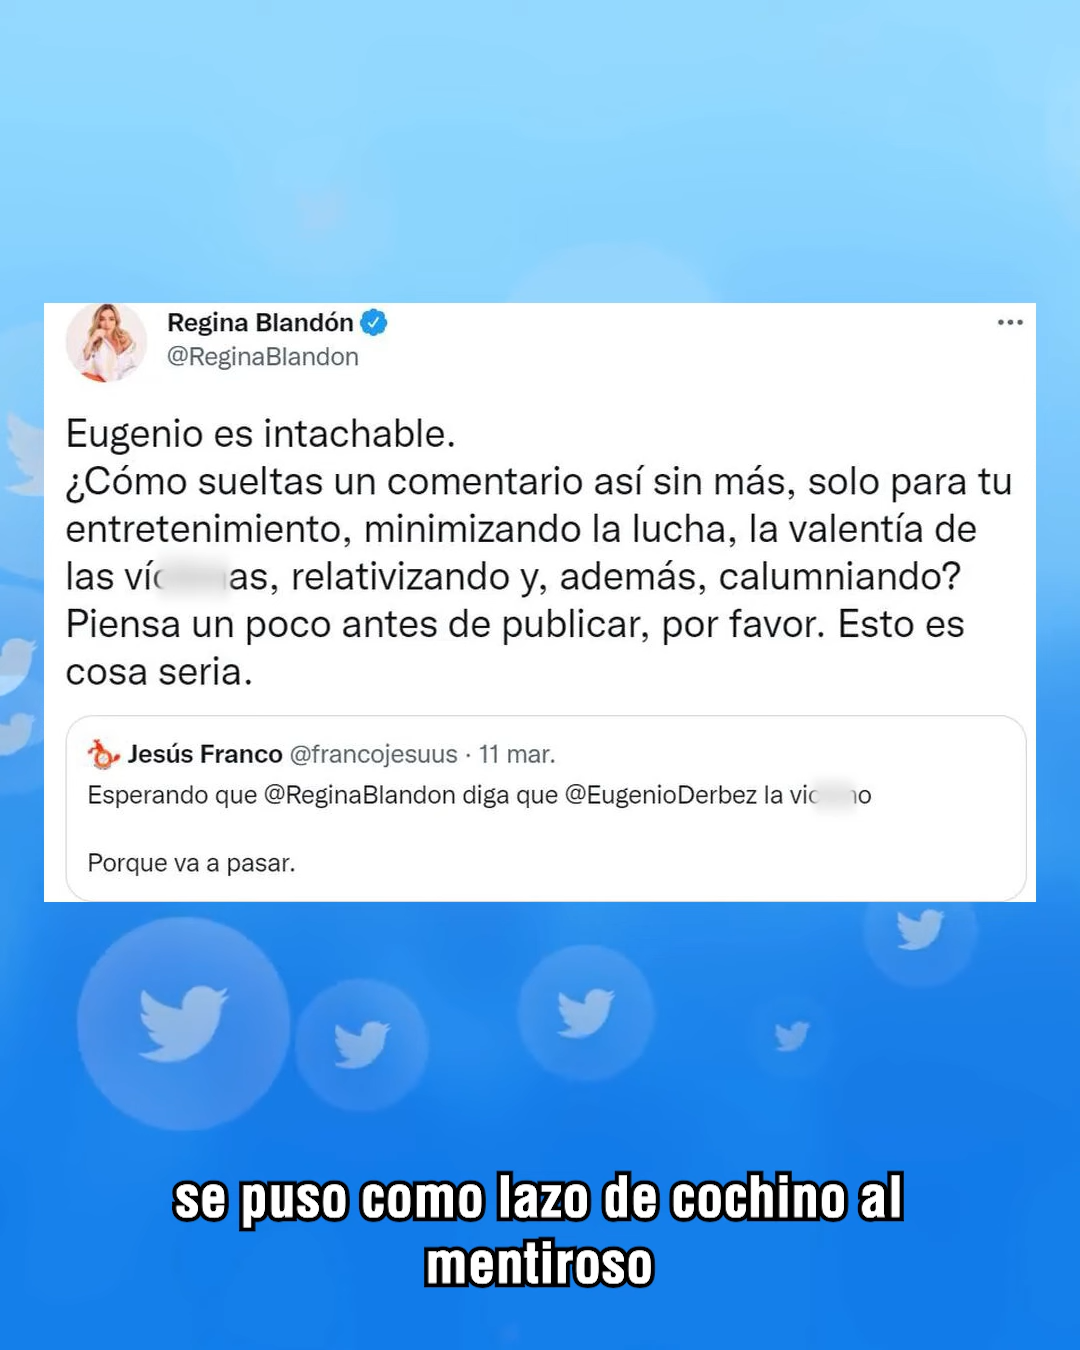 Regina Blandón
@ReginaBlandon
Eugenio es intachable.
¿Cómo sueltas un comentario así sin más, solo para tu
entretenimiento, minimizando la lucha, la valentía de
las, relativizando y, además, calumniando?
Piensa un poco antes de publicar, por favor. Esto es
cosa seria.
Jesús Franco @francojesuus · 11 mar.
Esperando que @ReginaBlandon diga que @EugenioDerbez la
Porque va a pasar.
se puso como lazo de cochino al
mentiroso